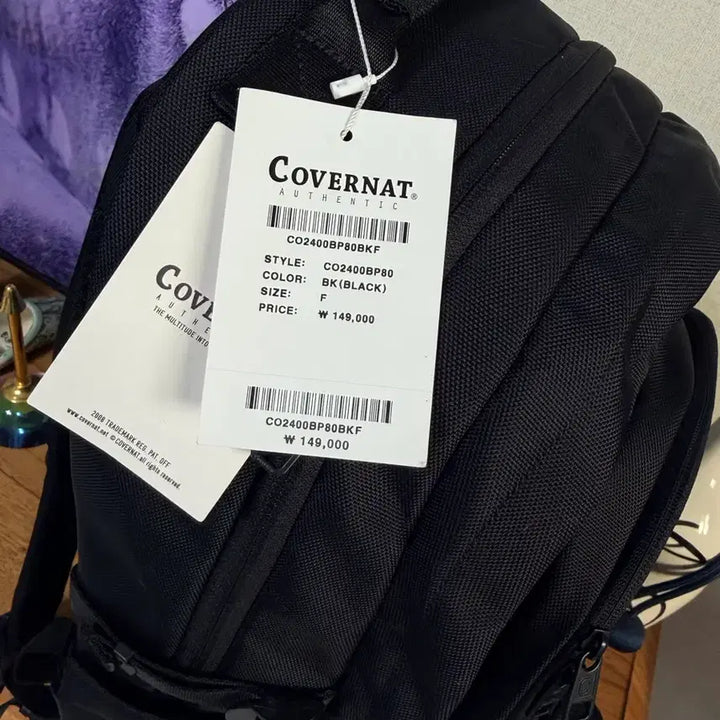 COVERNAT®
AUTHENTIC
CO2400BP80BKF
STYLE: CO2400BP80
COLOR: BK(BLACK)
SIZE: F
PRICE: ₩ 149,000
CO2400BP80BKF
₩ 149,000
THE MULTITUDE INTO
2008 TRADEMARK REG. PAT. OFF
www.covernat.net © COVERNAT.all rights reserved.